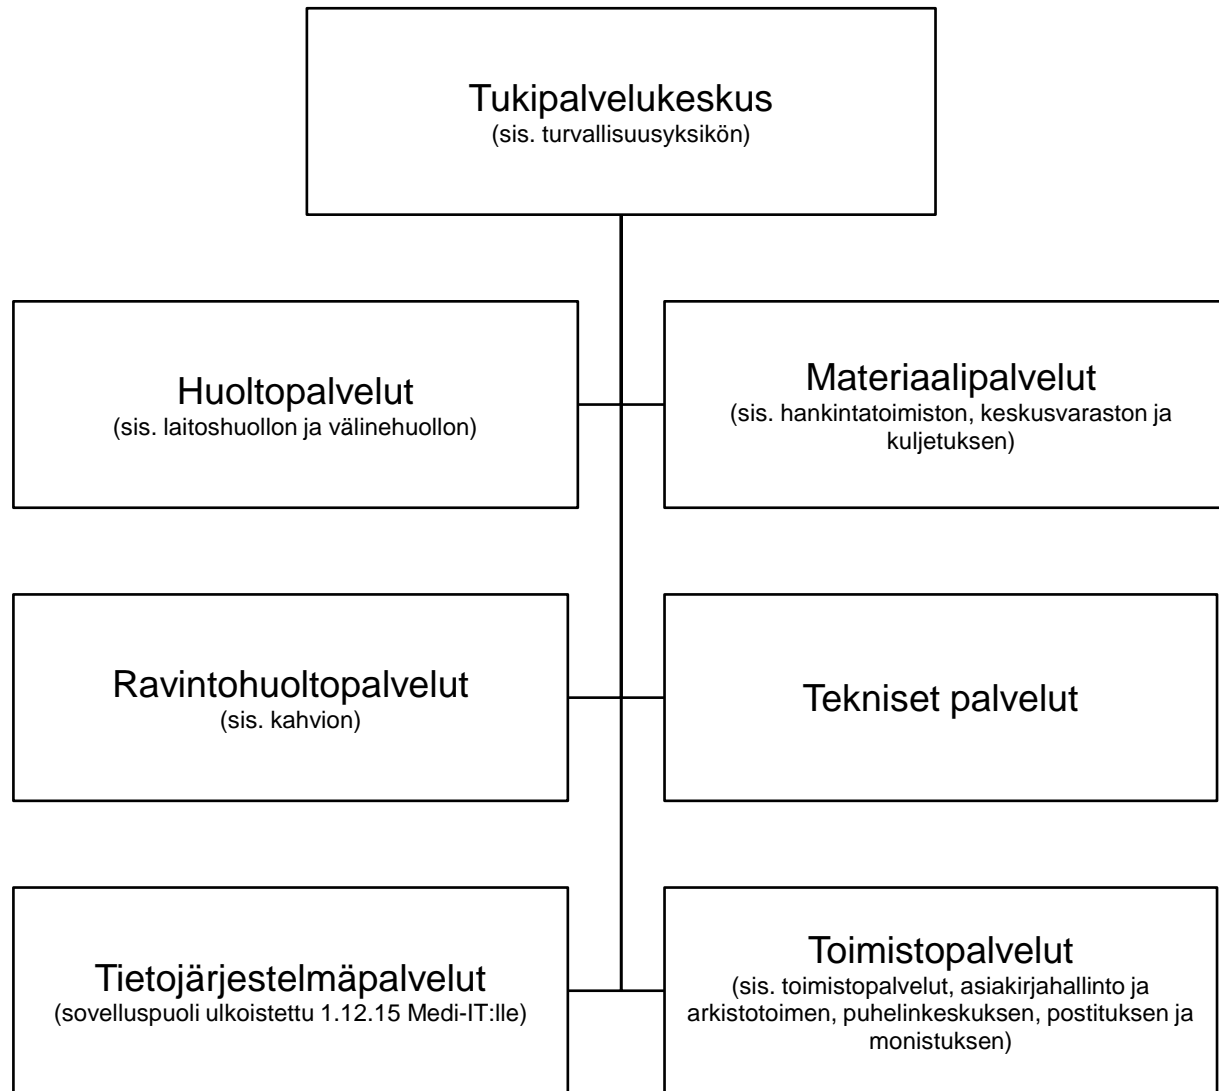 Tukipalvelukeskus
(sis. turvallisuusyksikön)
Huoltopalvelut
(sis. laitoshuollon ja välinehuollon)
Materiaalipalvelut
(sis. hankintatoimiston, keskusvaraston ja
kuljetuksen)
Ravintohuoltopalvelut
(sis. kahvion)
Tekniset palvelut
Tietojärjestelmäpalvelut
(sovelluspuoli ulkoistettu 1.12.15 Medi-IT:lle)
Toimistopalvelut
(sis. toimistopalvelut, asiakirjahallinto ja
arkistotoimen, puhelinkeskuksen, postituksen ja
monistuksen)